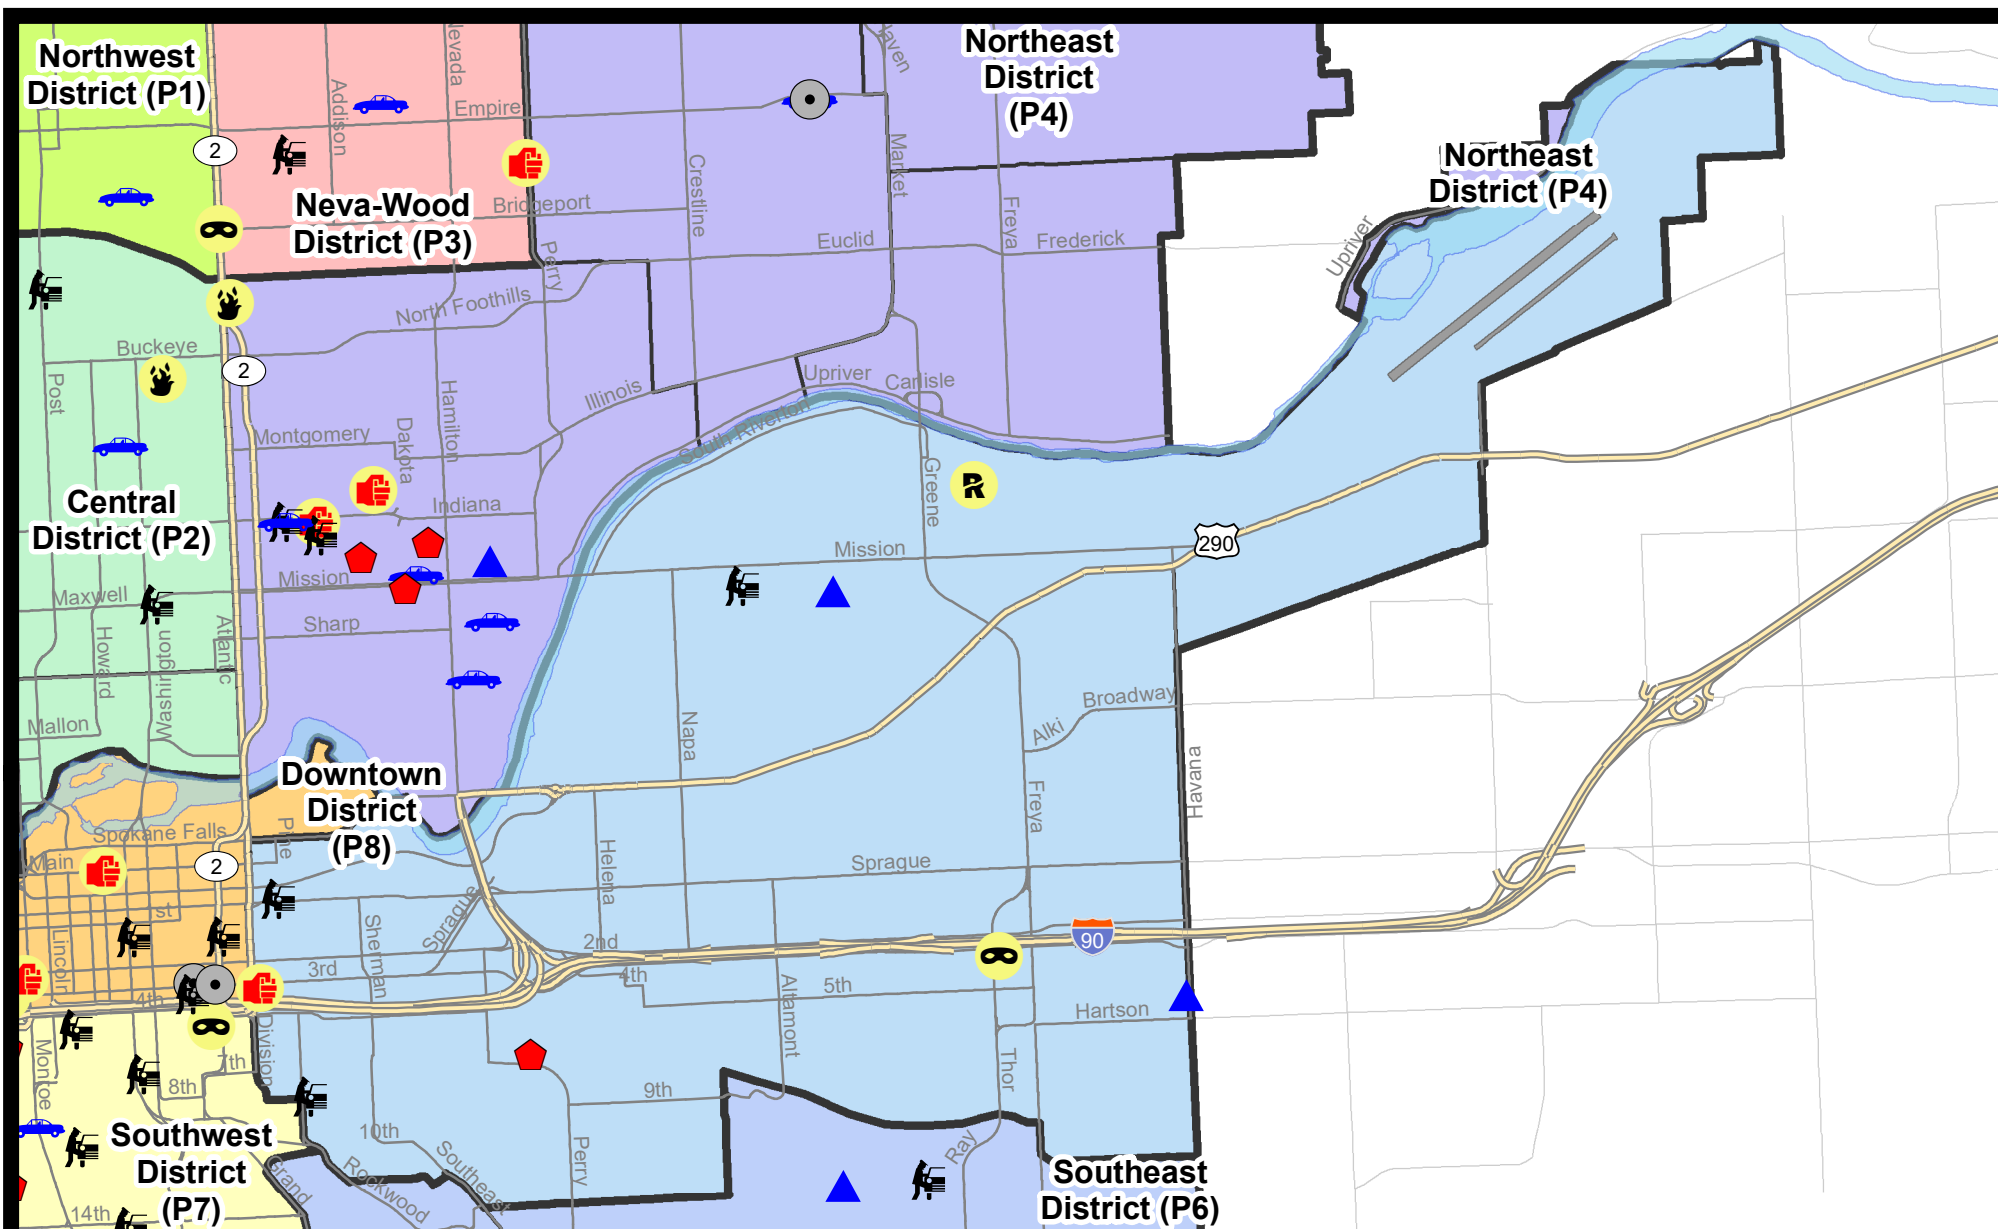 Northwest
District (P1)
Northeast
District
(P4)
Northeast
District (P4)
Neva-Wood
District (P3)
Central
District (P2)
Downtown
District
(P8)
Southwest
District
(P7)
Southeast
District (P6)
Nevada
Addison
Empire
Haven
Market
Crestline
Bridgeport
Perry
Euclid
Freya
Frederick
Upriver
2
North Foothills
Buckeye
2
Post
Hamilton
Dakota
Illinois
Upriver
Carlisle
South Riverton
Montgomery
Indiana
Greene
Mission
290
Mission
Maxwell
Sharp
Howard
Washington
Atlantic
Mallon
Napa
Broadway
Alki
Freya
Havana
Spokane Falls
Pine
Main
2
Helena
Sprague
Sprague
st
Lincoln
Sherman
2nd
90
3rd
4th
4th
5th
Altamont
Hartson
Division
Monroe
7th
8th
9th
Thor
10th
Perry
Ray
Southeast
Rockwood
Grand
14th